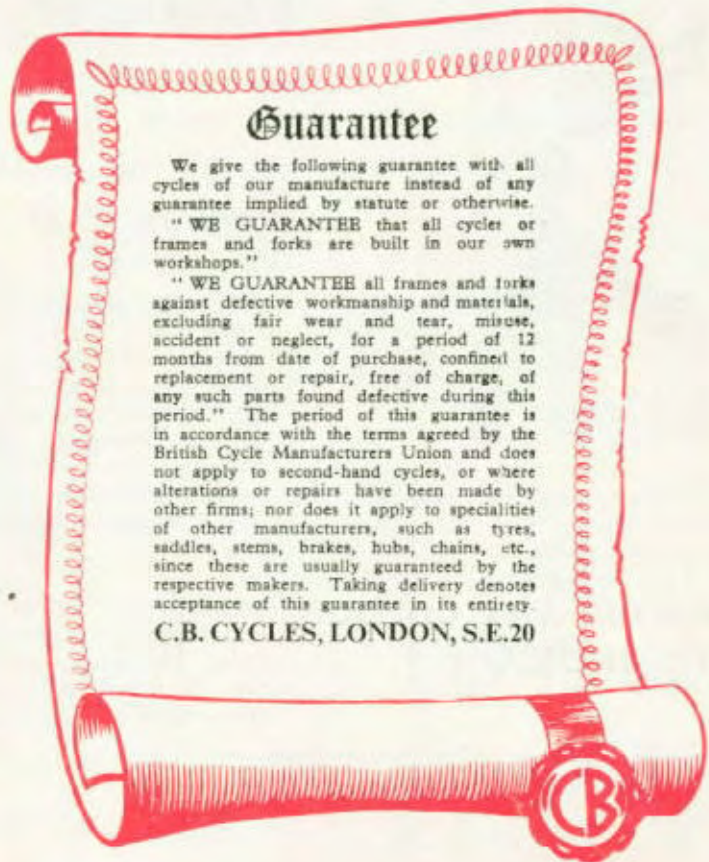 Guarantee
We give the following guarantee with all
cycles of our manufacture instead of any
guarantee implied by statute or otherwise.
" WE GUARANTEE that all cycles or
frames and forks are built in our own
workshops."
" WE GUARANTEE all frames and forks
against defective workmanship and materials,
excluding fair wear and tear, misuse,
accident or neglect, for a period of 12
months from date of purchase, confined to
replacement or repair, free of charge, of
any such parts found defective during this
period." The period of this guarantee is
in accordance with the terms agreed by the
British Cycle Manufacturers Union and does
not apply to second-hand cycles, or where
alterations or repairs have been made by
other firms; nor does it apply to specialities
of other manufacturers, such as tyres,
saddles, stems, brakes, hubs, chains, etc.,
since these are usually guaranteed by the
respective makers. Taking delivery denotes
acceptance of this guarantee in its entirety.
C.B. CYCLES, LONDON, S.E.20
CB